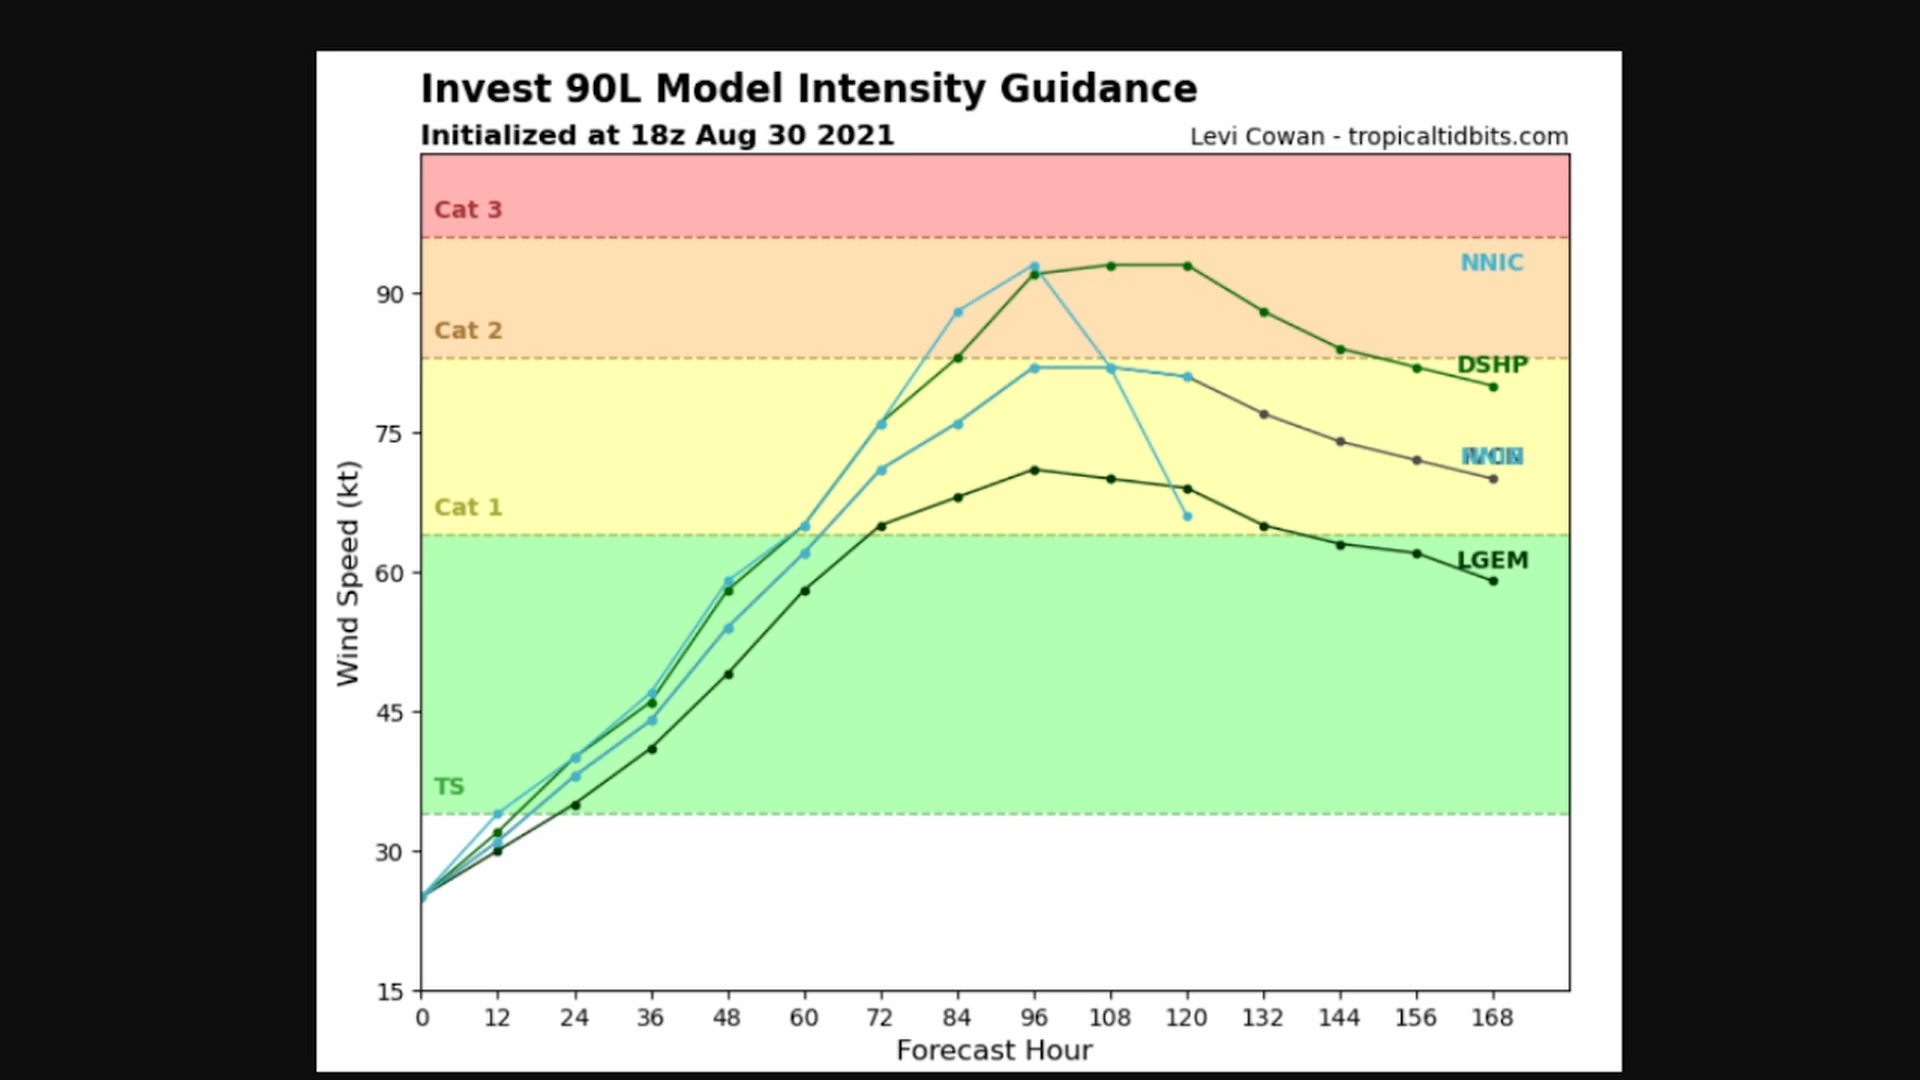 Invest 90L Model Intensity Guidance
Initialized at 18z Aug 30 2021
Levi Cowan - tropicaltidbits.com
Cat 3
NNIC
90
Cat 2
DSHP
75
Cat 1
LGEM
60
45
TS
30
15
Wind Speed (kt)
0 12 24 36 48 60 72 84 96 108 120 132 144 156 168
Forecast Hour